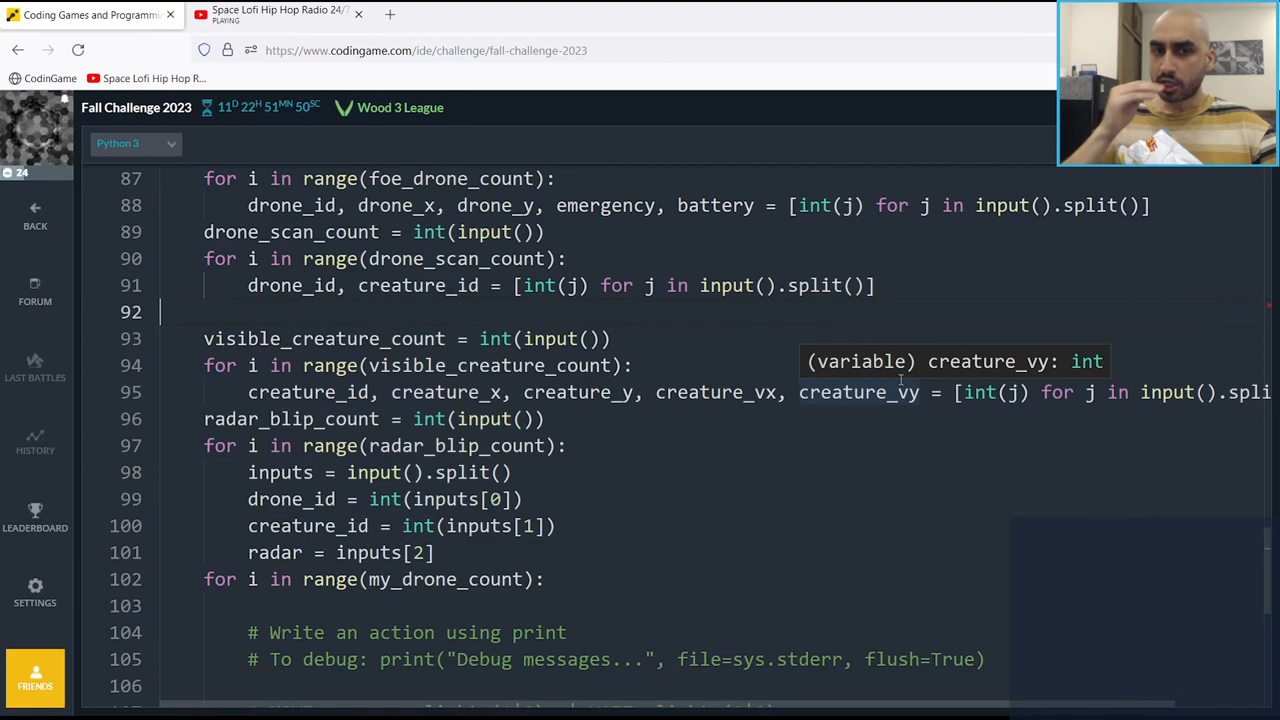 Coding Games and Programmi
Space Lofi Hip Hop Radio 24/7
PLAYING
https://www.codingame.com/ide/challenge/fall-challenge-2023
CodinGame
Space Lofi Hip Hop R...
Fall Challenge 2023 11D 22H 51MN 50SC Wood 3 League
Python 3
24
BACK
FORUM
LAST BATTLES
HISTORY
LEADERBOARD
SETTINGS
FRIENDS
87 for i in range(foe_drone_count):
88 drone_id, drone_x, drone_y, emergency, battery = [int(j) for j in input().split()]
89 drone_scan_count = int(input())
90 for i in range(drone_scan_count):
91 drone_id, creature_id = [int(j) for j in input().split()]
92
93 visible_creature_count = int(input())
94 for i in range(visible_creature_count):
(variable) creature_vy: int
95 creature_id, creature_x, creature_y, creature_vx, creature_vy = [int(j) for j in input().spli
96 radar_blip_count = int(input())
97 for i in range(radar_blip_count):
98 inputs = input().split()
99 drone_id = int(inputs[0])
100 creature_id = int(inputs[1])
101 radar = inputs[2]
102 for i in range(my_drone_count):
103
104 # Write an action using print
105 # To debug: print("Debug messages...", file=sys.stderr, flush=True)
106